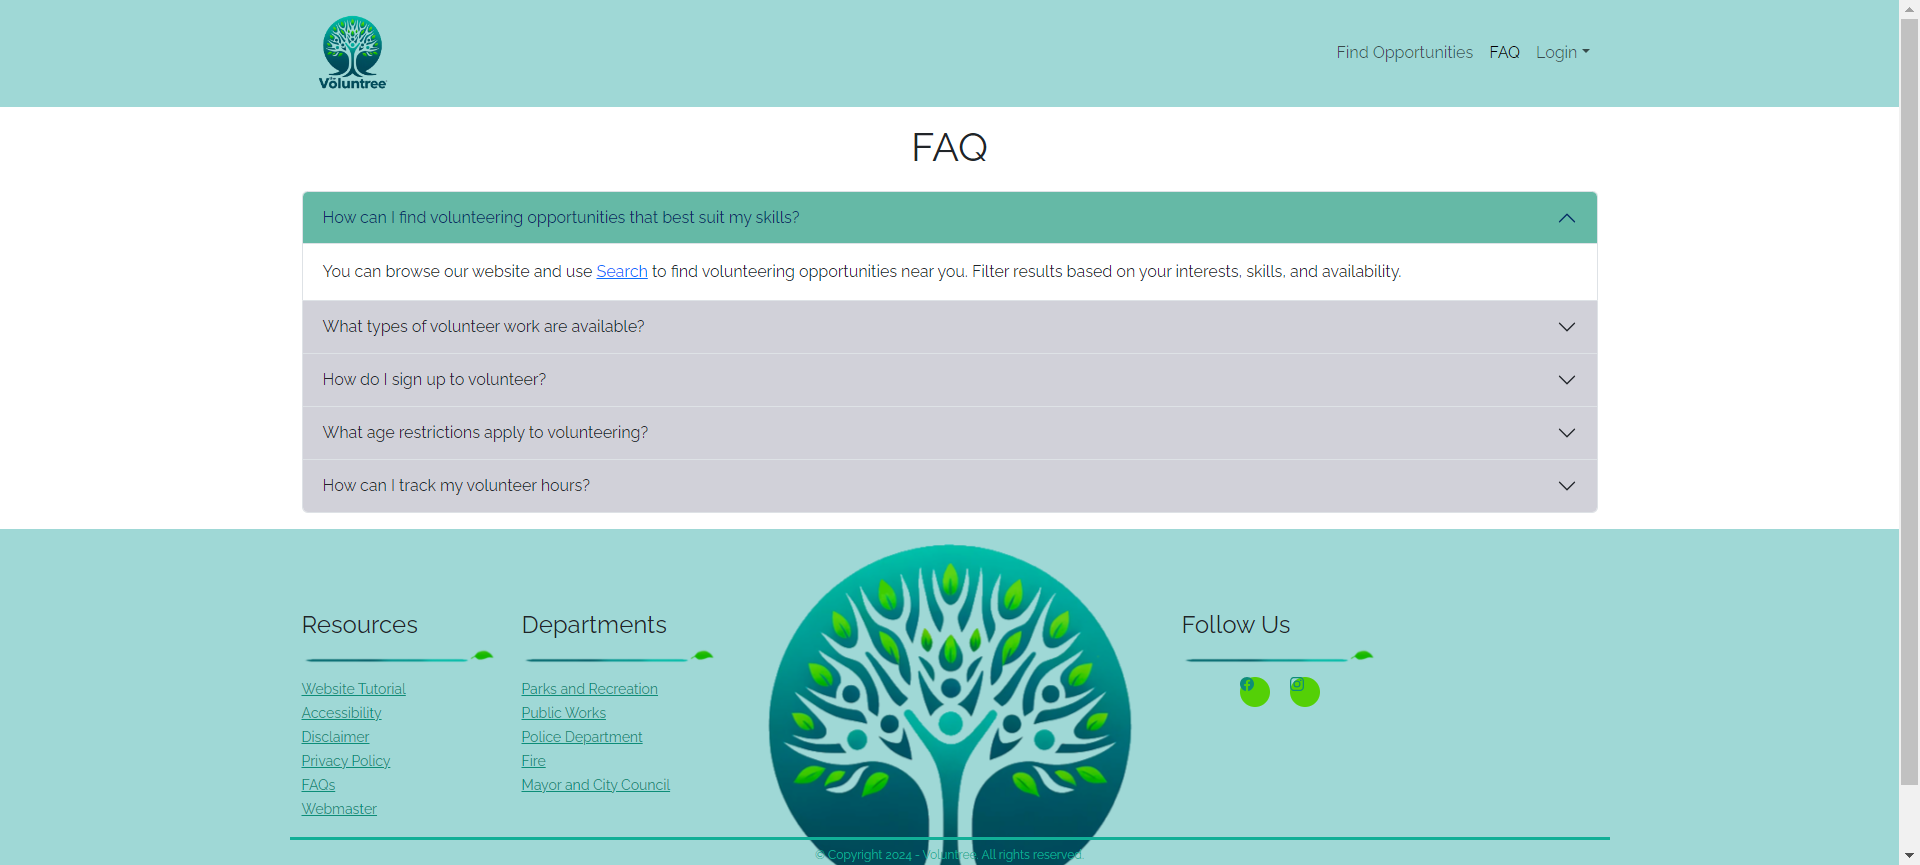 The Voluntree
Find Opportunities FAQ Login
FAQ
How can I find volunteering opportunities that best suit my skills?
You can browse our website and use Search to find volunteering opportunities near you. Filter results based on your interests, skills, and availability.
What types of volunteer work are available?
How do I sign up to volunteer?
What age restrictions apply to volunteering?
How can I track my volunteer hours?
Resources
Website Tutorial
Accessibility
Disclaimer
Privacy Policy
FAQs
Webmaster
Departments
Parks and Recreation
Public Works
Police Department
Fire
Mayor and City Council
Follow Us
© Copyright 2024 - Voluntree. All rights reserved.